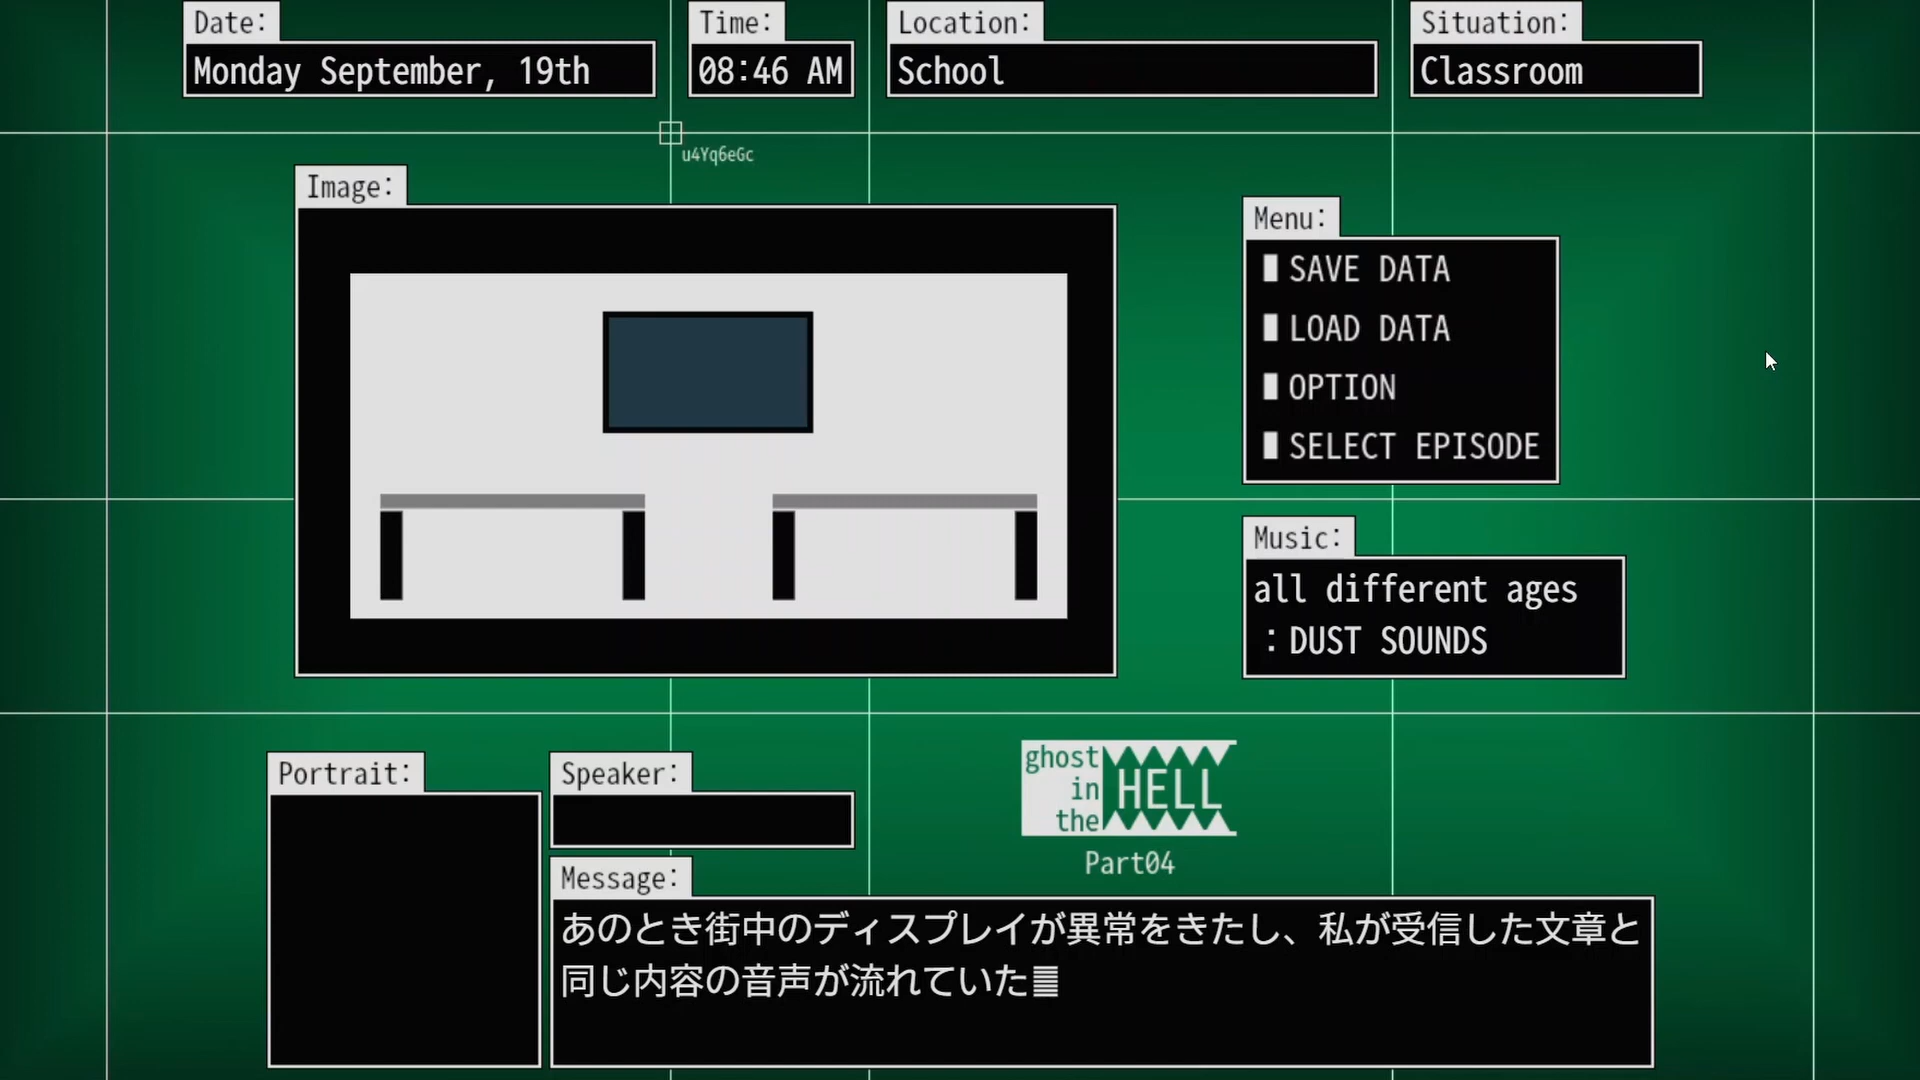 Date:
Monday September, 19th
Time:
08:46 AM
Location:
School
Situation:
Classroom
u4Yq6eGc
Image:
Menu:
SAVE DATA
LOAD DATA
OPTION
SELECT EPISODE
Music:
all different ages
:DUST SOUNDS
ghost
in
the
HELL
Part04
Portrait:
Speaker:
Message:
あのとき街中のディスプレイが異常をきたし、私が受信した文章と
同じ内容の音声が流れていた